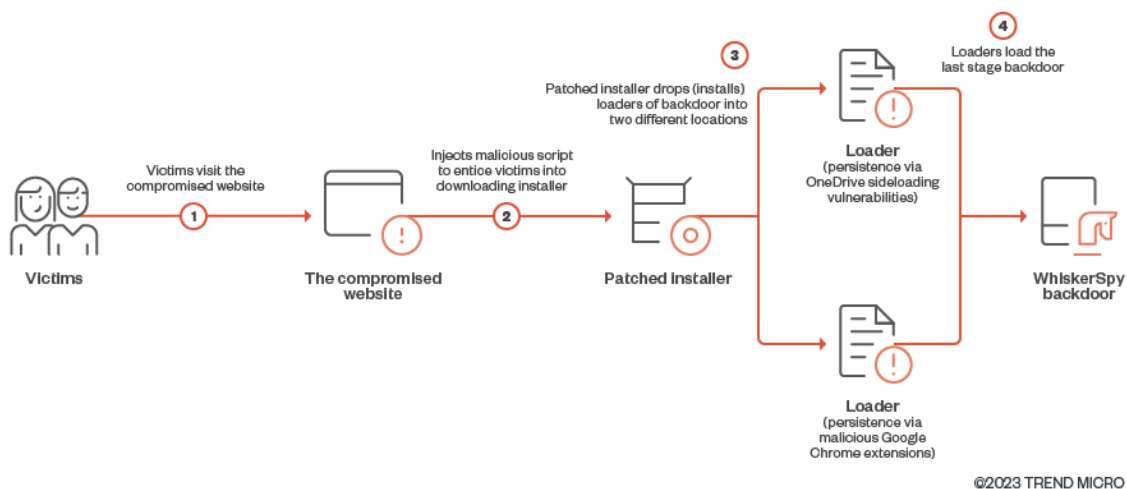 Victims visit the
compromised website
1
Victims
Injects malicious script
to entice victims into
downloading installer
2
The compromised
website
3
Patched installer drops (installs)
loaders of backdoor into
two different locations
Patched installer
Loader
(persistence via
OneDrive sideloading
vulnerabilities)
Loader
(persistence via
malicious Google
Chrome extensions)
4
Loaders load the
last stage backdoor
WhiskerSpy
backdoor
©2023 TREND MICRO